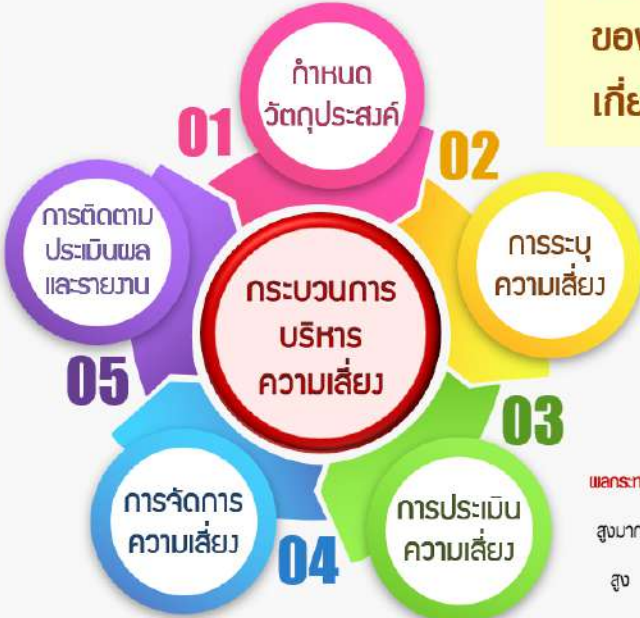 กำหนด
วัตถุประสงค์
01
02
การระบุ
ความเสี่ยง
03
การประเมิน
ความเสี่ยง
04
การจัดการ
ความเสี่ยง
05
การติดตาม
ประเมินผล
และรายงาน
กระบวนการ
บริหาร
ความเสี่ยง
สูงมาก
สูง